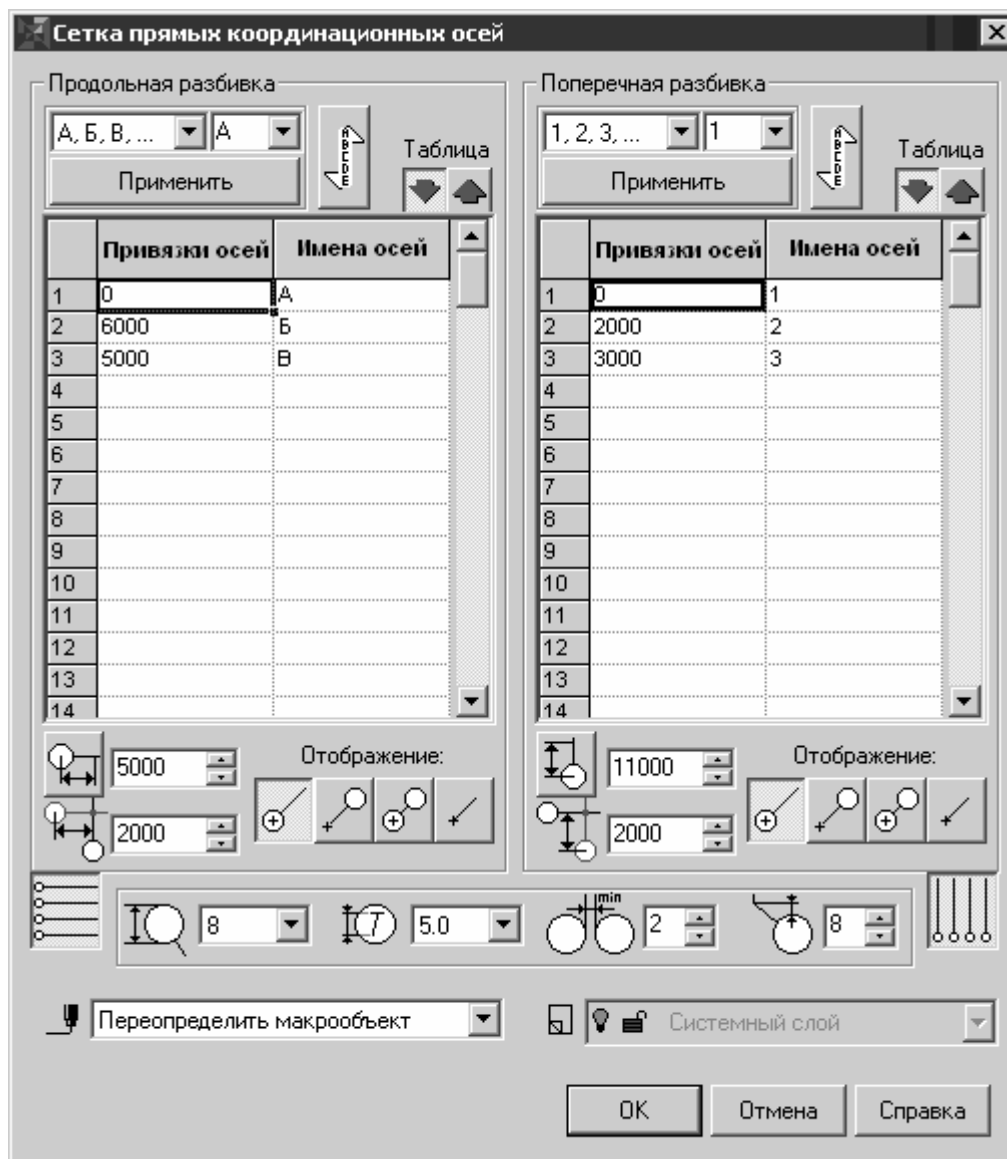 Сетка прямых координационных осей
Продольная разбивка
А, Б, В, ... А
Применить
A B C D E
Таблица
Привязки осей Имена осей
1 0 А
2 6000 Б
3 5000 В
4
5
6
7
8
9
10
11
12
13
14
5000
2000
Отображение:
Поперечная разбивка
1, 2, 3, ... 1
Применить
A B C D E
Таблица
Привязки осей Имена осей
1 0 1
2 2000 2
3 3000 3
4
5
6
7
8
9
10
11
12
13
14
11000
2000
Отображение:
8
T 5.0
min 2
8
Переопределить макрообъект
Системный слой
OK Отмена Справка